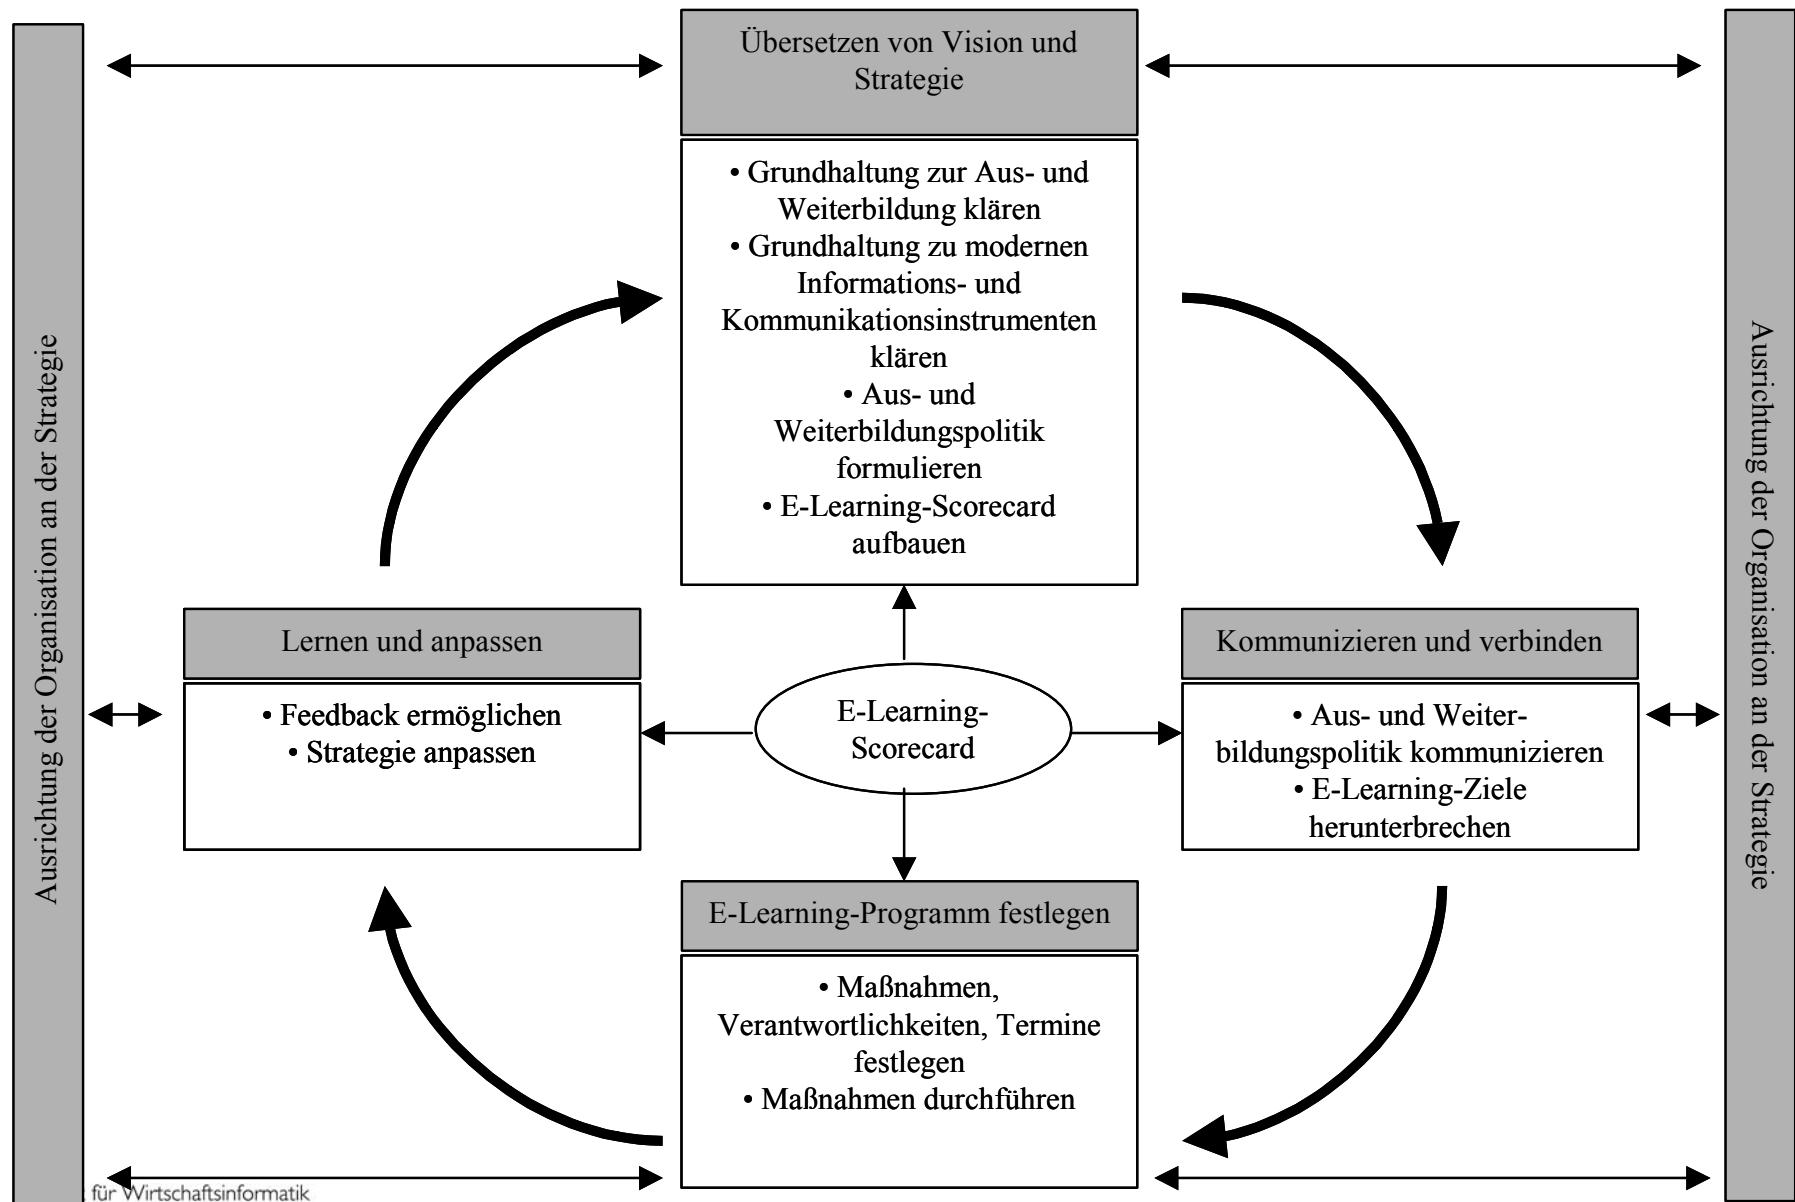 Übersetzen von Vision und
Strategie
• Grundhaltung zur Aus- und
Weiterbildung klären
• Grundhaltung zu modernen
Informations- und
Kommunikationsinstrumenten
klären
• Aus- und
Weiterbildungspolitik
formulieren
• E-Learning-Scorecard
aufbauen
Ausrichtung der Organisation an der Strategie
Lernen und anpassen
• Feedback ermöglichen
• Strategie anpassen
E-Learning-
Scorecard
Kommunizieren und verbinden
• Aus- und Weiter-
bildungspolitik kommunizieren
• E-Learning-Ziele
herunterbrechen
Ausrichtung der Organisation an der Strategie
E-Learning-Programm festlegen
• Maßnahmen,
Verantwortlichkeiten, Termine
festlegen
• Maßnahmen durchführen
für Wirtschaftsinformatik